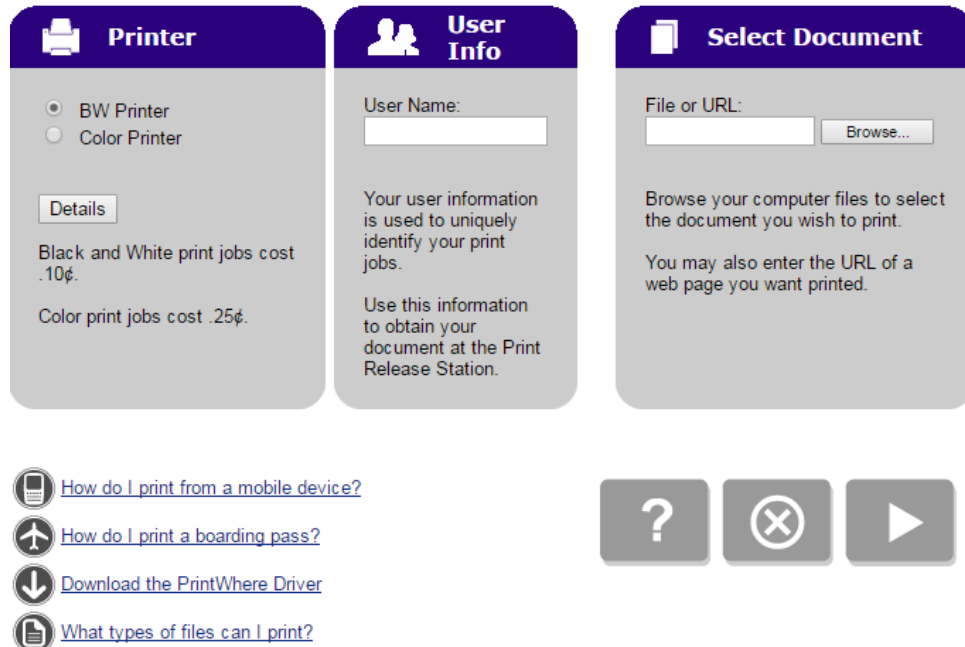 Printer
BW Printer
Color Printer
Details
Black and White print jobs cost
.10¢.
Color print jobs cost .25¢.
User
Info
User Name:
Your user information
is used to uniquely
identify your print
jobs.
Use this information
to obtain your
document at the Print
Release Station.
Select Document
File or URL:
Browse...
Browse your computer files to select
the document you wish to print.
You may also enter the URL of a
web page you want printed.
How do I print from a mobile device?
How do I print a boarding pass?
Download the PrintWhere Driver
What types of files can I print?
?